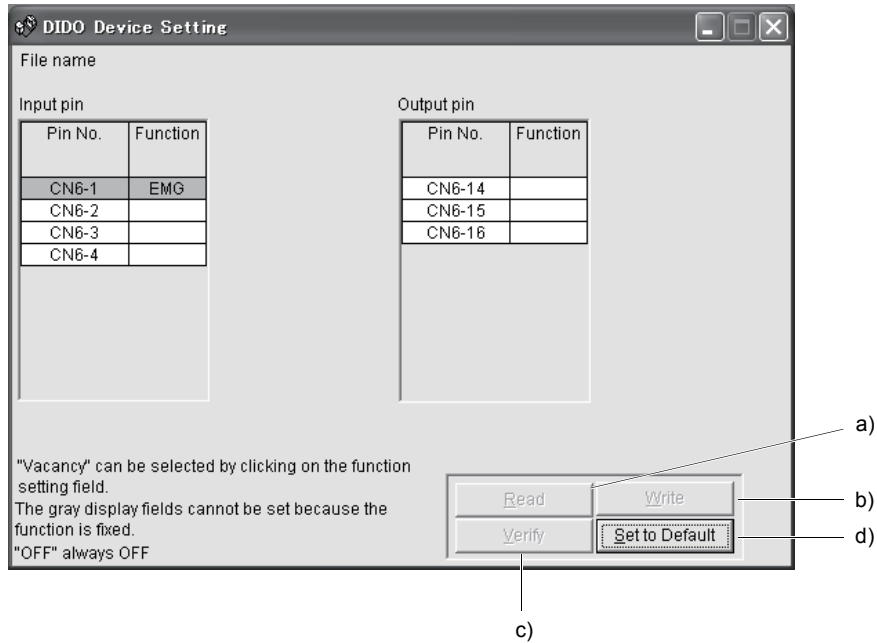 DIDO Device Setting
File name
Input pin
Output pin
Pin No. Function
CN6-1 EMG
CN6-2
CN6-3
CN6-4
Pin No. Function
CN6-14
CN6-15
CN6-16
"Vacancy" can be selected by clicking on the function
setting field.
The gray display fields cannot be set because the
function is fixed.
"OFF" always OFF
Read
Write
Verify
Set to Default
a)
b)
d)
c)